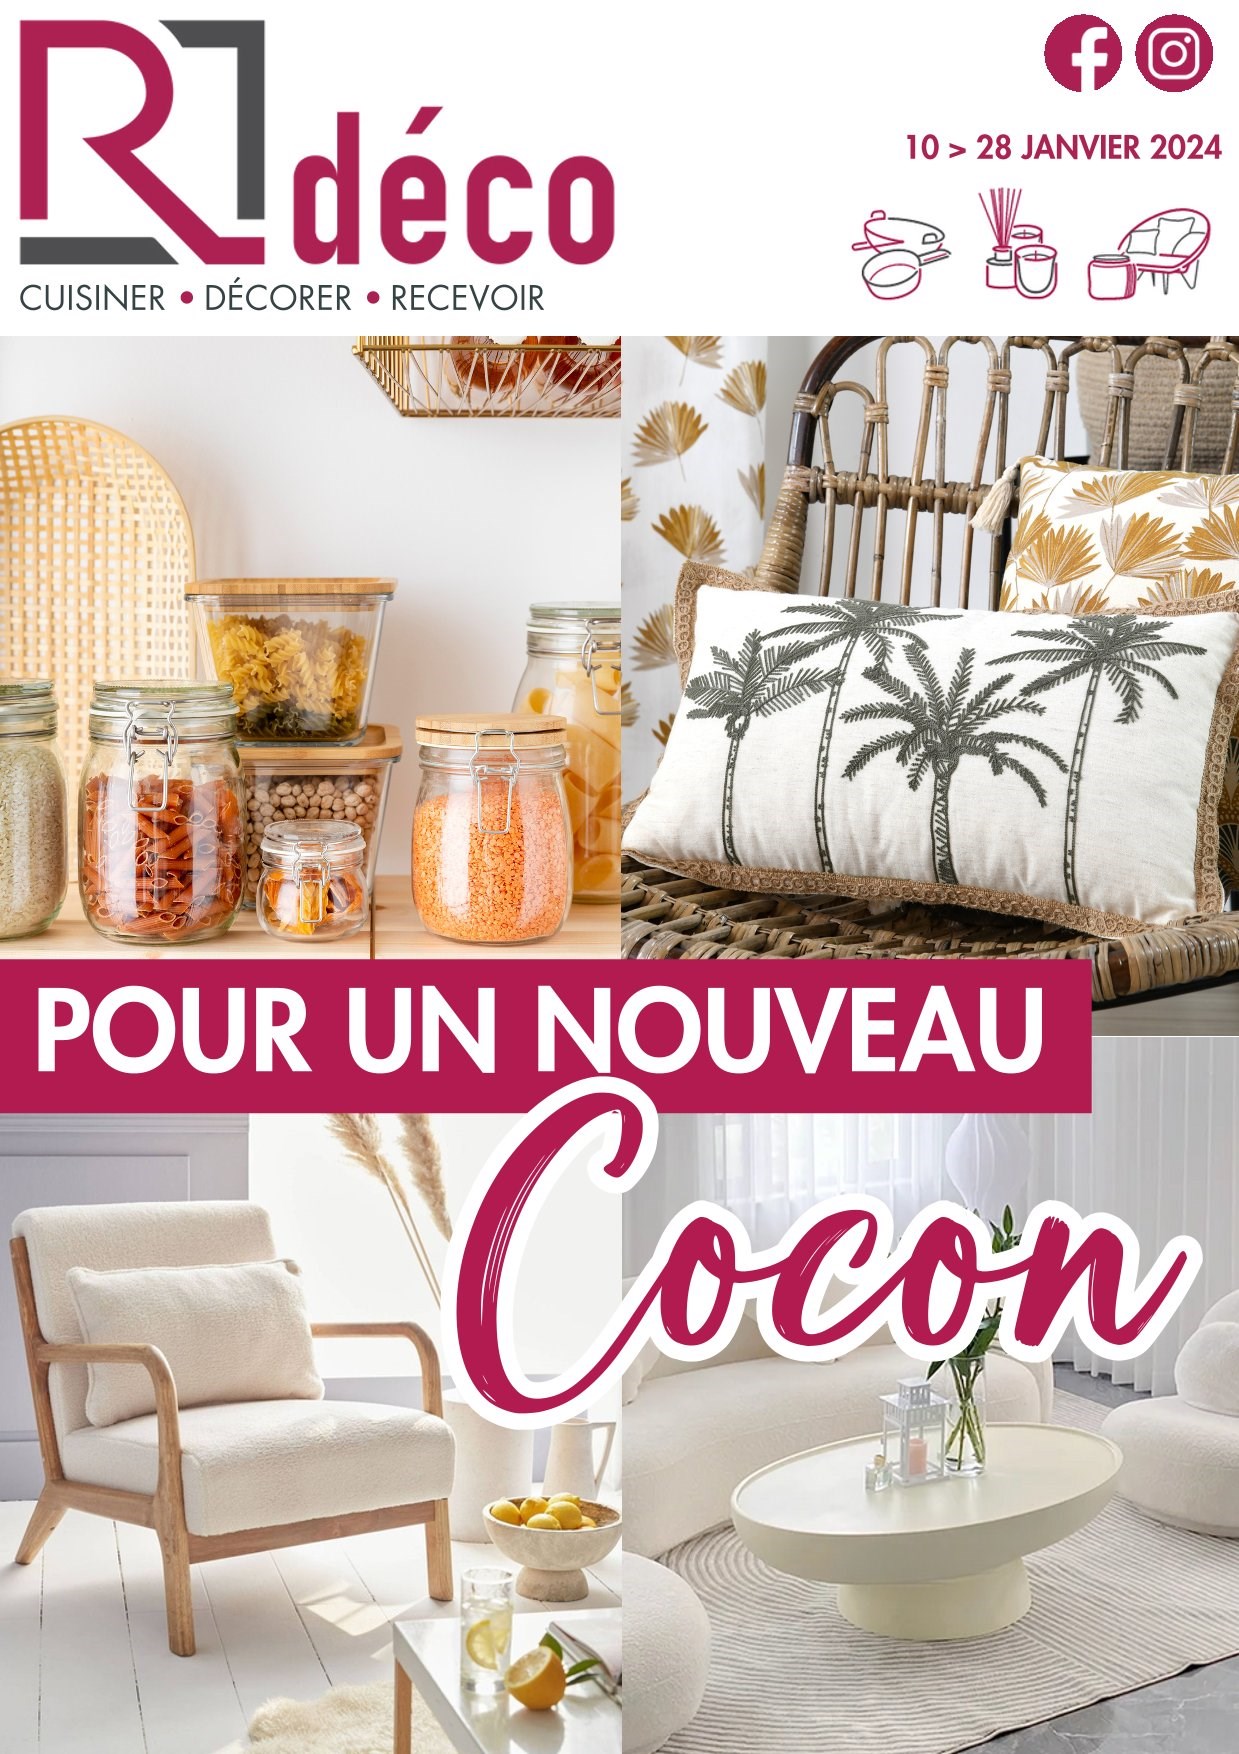 R déco
CUISINER • DÉCORER • RECEVOIR
10 > 28 JANVIER 2024
POUR UN NOUVEAU
Cocon